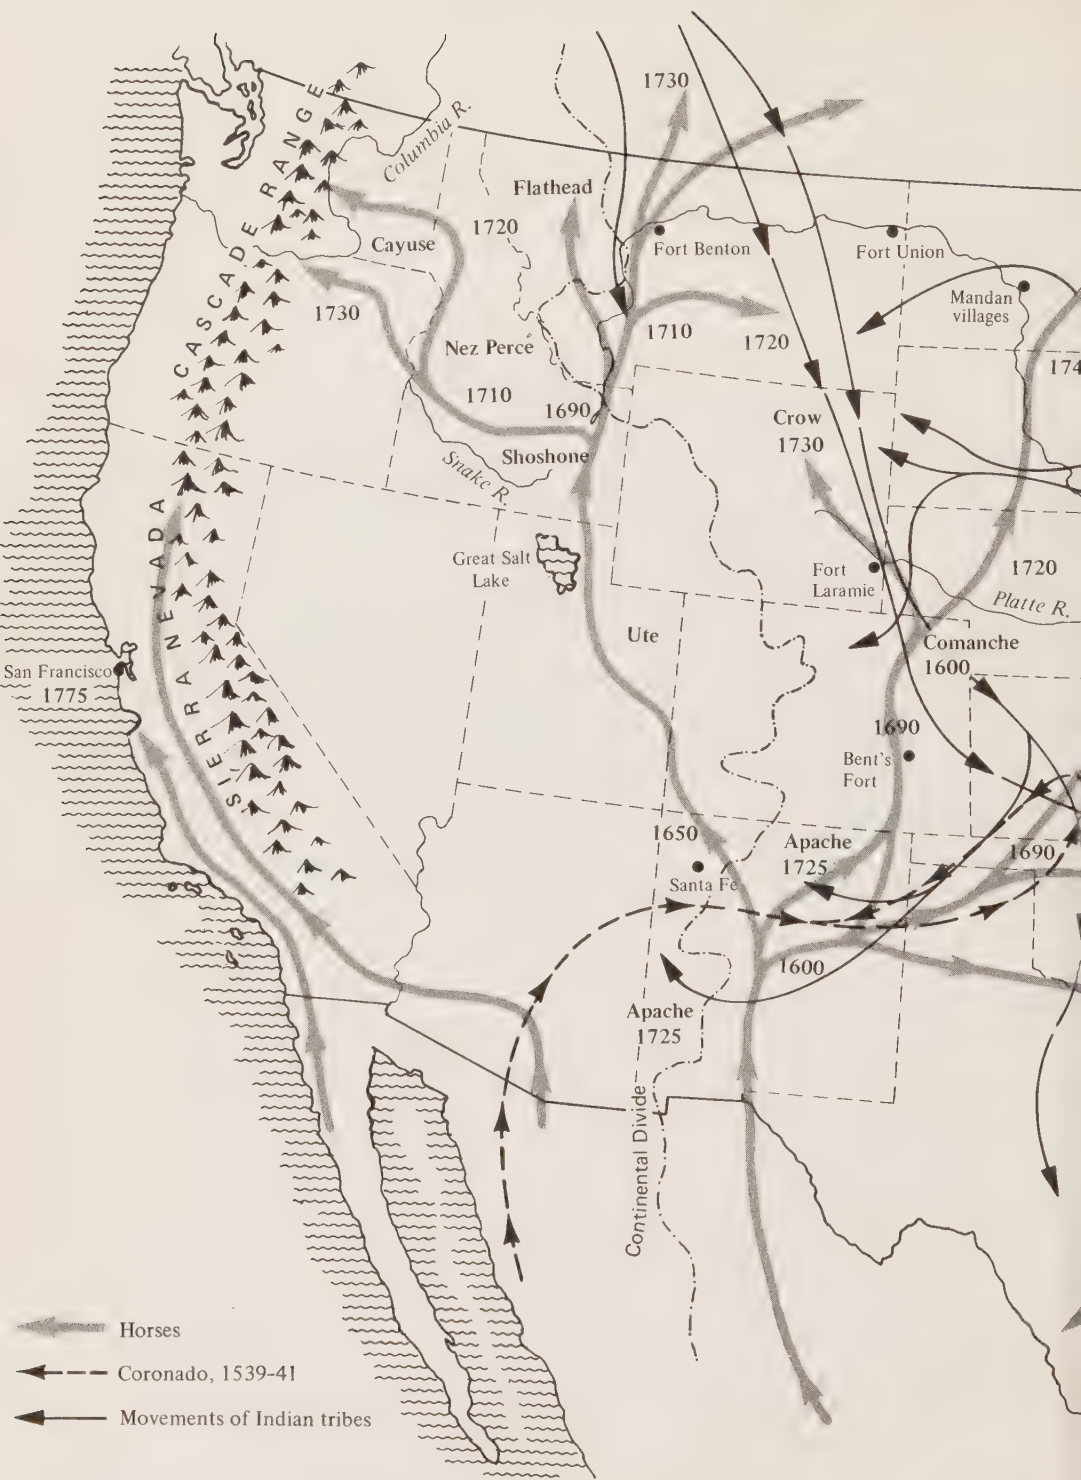 1730
CASCADE RANGE
Columbia R.
Flathead
1720
Cayuse
Fort Benton
Fort Union
Mandan
villages
1730
Nez Perce
1710
1720
174
1710
1690
Crow
1730
Shoshone
Snake R.
SIERRA NEVADA
Great Salt
Lake
Fort
Laramie
1720
Platte R.
Ute
Comanche
1600
San Francisco
1775
1690
Bent's
Fort
1650
Apache
1725
1690
Santa Fe
1600
Apache
1725
Continental Divide
Horses
Coronado, 1539-41
Movements of Indian tribes